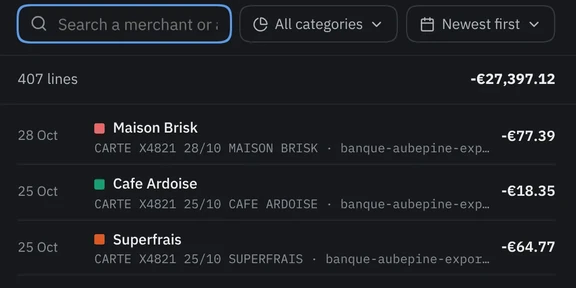 Search a merchant or a
All categories
Newest first
407 lines
-€27,397.12
28 Oct
Maison Brisk
-€77.39
CARTE X4821 28/10 MAISON BRISK · banque-aubepine-exp…
25 Oct
Cafe Ardoise
-€18.35
CARTE X4821 25/10 CAFE ARDOISE · banque-aubepine-exp…
25 Oct
Superfrais
-€64.77
CARTE X4821 25/10 SUPERFRAIS · banque-aubepine-expor…